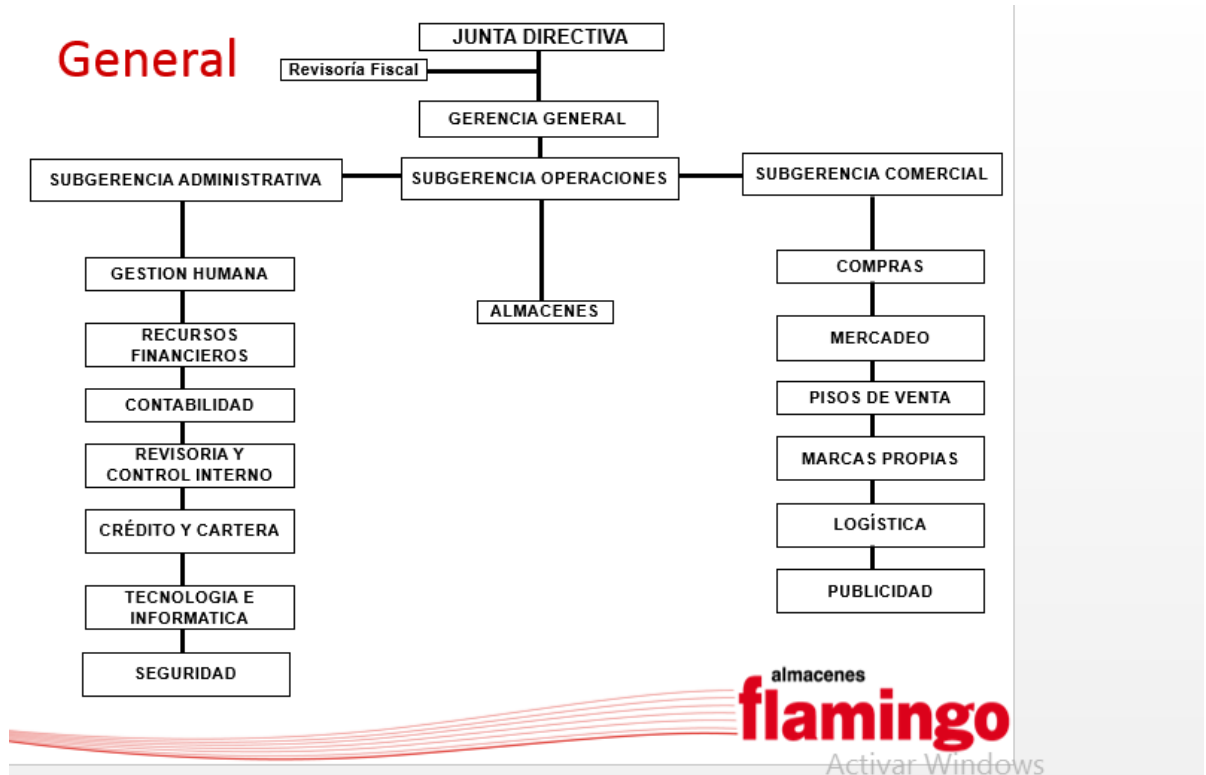 General
JUNTA DIRECTIVA
Revisoría Fiscal
GERENCIA GENERAL
SUBGERENCIA ADMINISTRATIVA
SUBGERENCIA OPERACIONES
SUBGERENCIA COMERCIAL
GESTION HUMANA
RECURSOS
FINANCIEROS
CONTABILIDAD
REVISORIA Y
CONTROL INTERNO
CRÉDITO Y CARTERA
TECNOLOGIA E
INFORMATICA
SEGURIDAD
ALMACENES
COMPRAS
MERCADEO
PISOS DE VENTA
MARCAS PROPIAS
LOGÍSTICA
PUBLICIDAD
almacenes
flamingo
Activar Windows